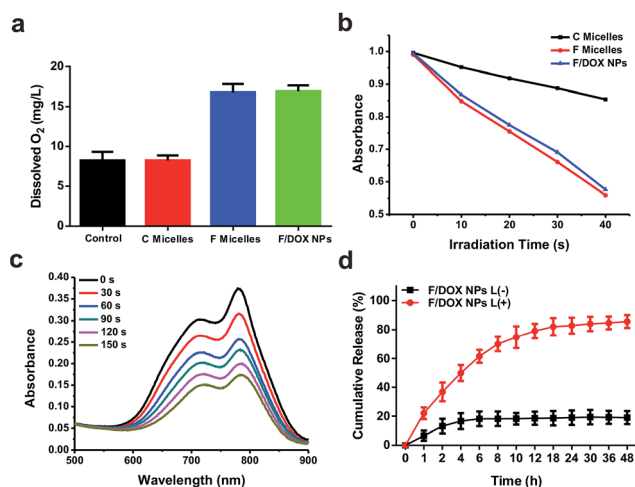 a
Dissolved O2 (mg/L)
20
15
10
5
0
Control
C Micelles
F Micelles
F/DOX NPs
b
C Micelles
F Micelles
F/DOX NPs
Absorbance
1.0
0.9
0.8
0.7
0.6
0.5
0
10
20
30
40
Irradiation Time (s)
c
0 s
30 s
60 s
90 s
120 s
150 s
Absorbance
0.40
0.35
0.30
0.25
0.20
0.15
0.10
0.05
0.00
500
600
700
800
900
Wavelength (nm)
d
F/DOX NPs L(-)
F/DOX NPs L(+)
Cumulative Release (%)
100
80
60
40
20
0
0 1 2 4 6 8 10 12 18 24 30 36 48
Time (h)